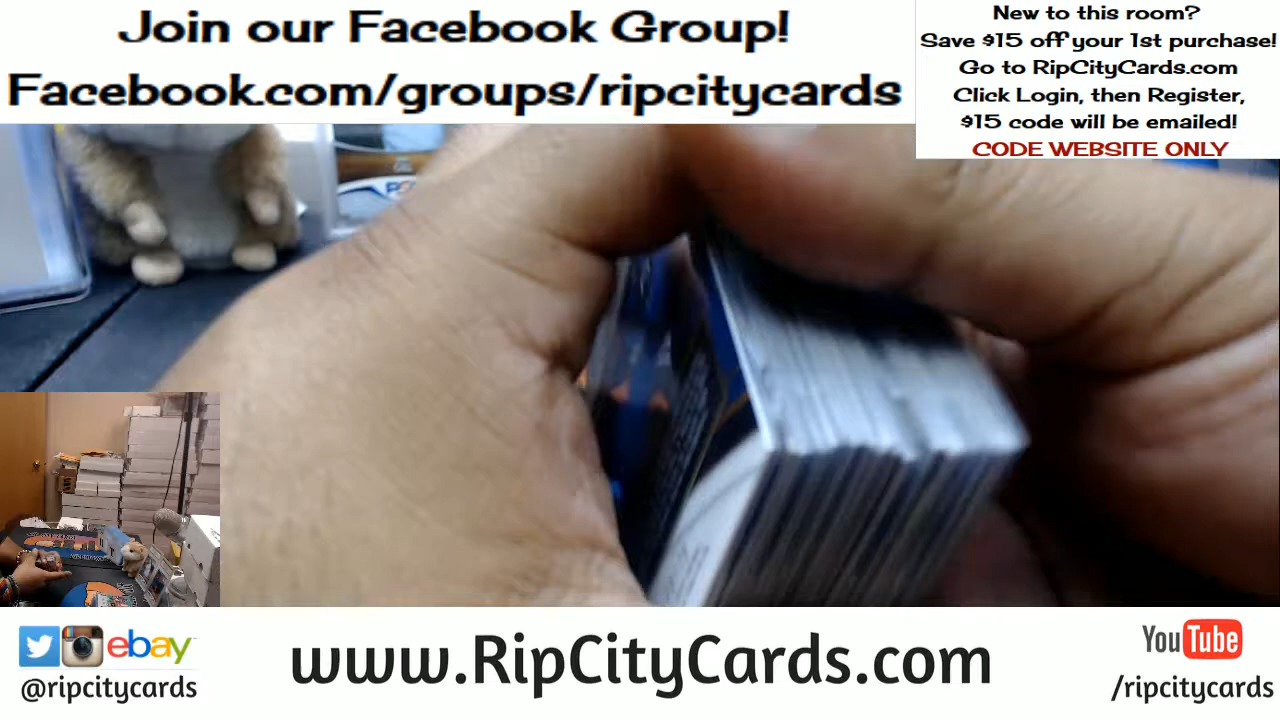 Join our Facebook Group!
Facebook.com/groups/ripcitycards
New to this room?
Save $15 off your 1st purchase!
Go to RipCityCards.com
Click Login, then Register,
$15 code will be emailed!
CODE WEBSITE ONLY
ebay
@ripcitycards
www.RipCityCards.com
YouTube
/ripcitycards